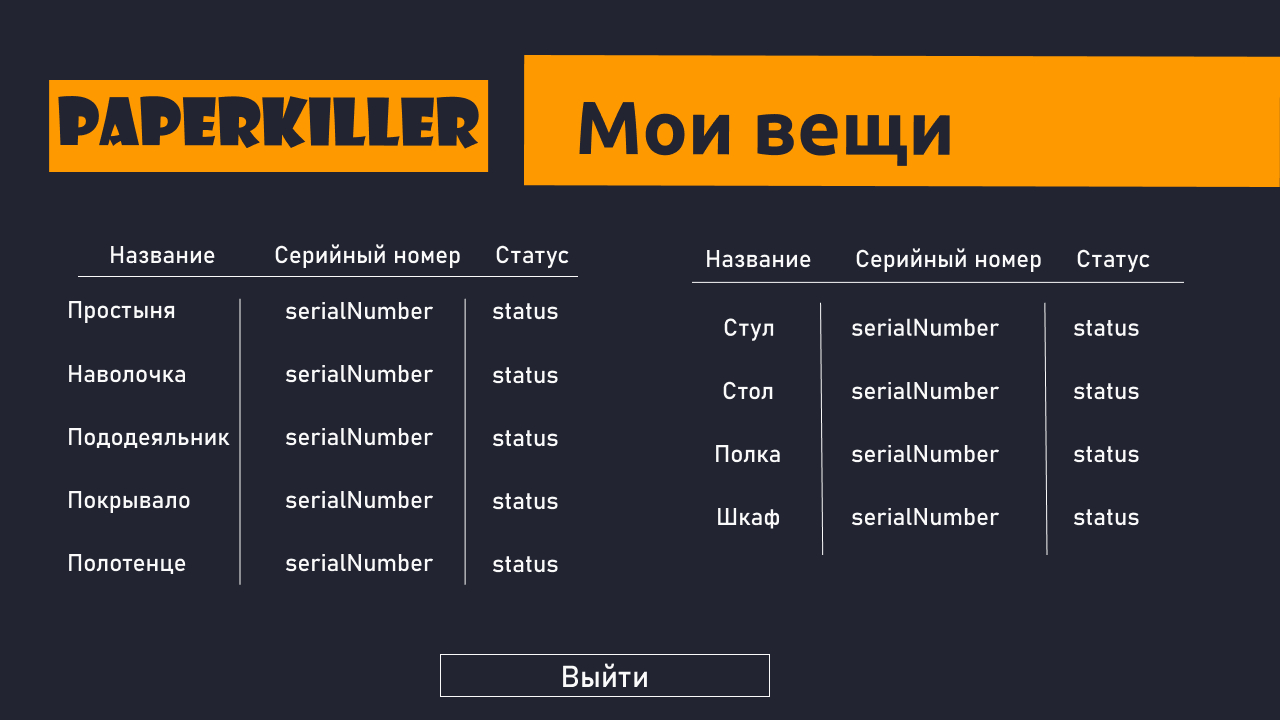 PAPERKILLER
Мои вещи
Название Серийный номер Статус
Простыня serialNumber status
Наволочка serialNumber status
Пододеяльник serialNumber status
Покрывало serialNumber status
Полотенце serialNumber status
Название Серийный номер Статус
Стул serialNumber status
Стол serialNumber status
Полка serialNumber status
Шкаф serialNumber status
Выйти